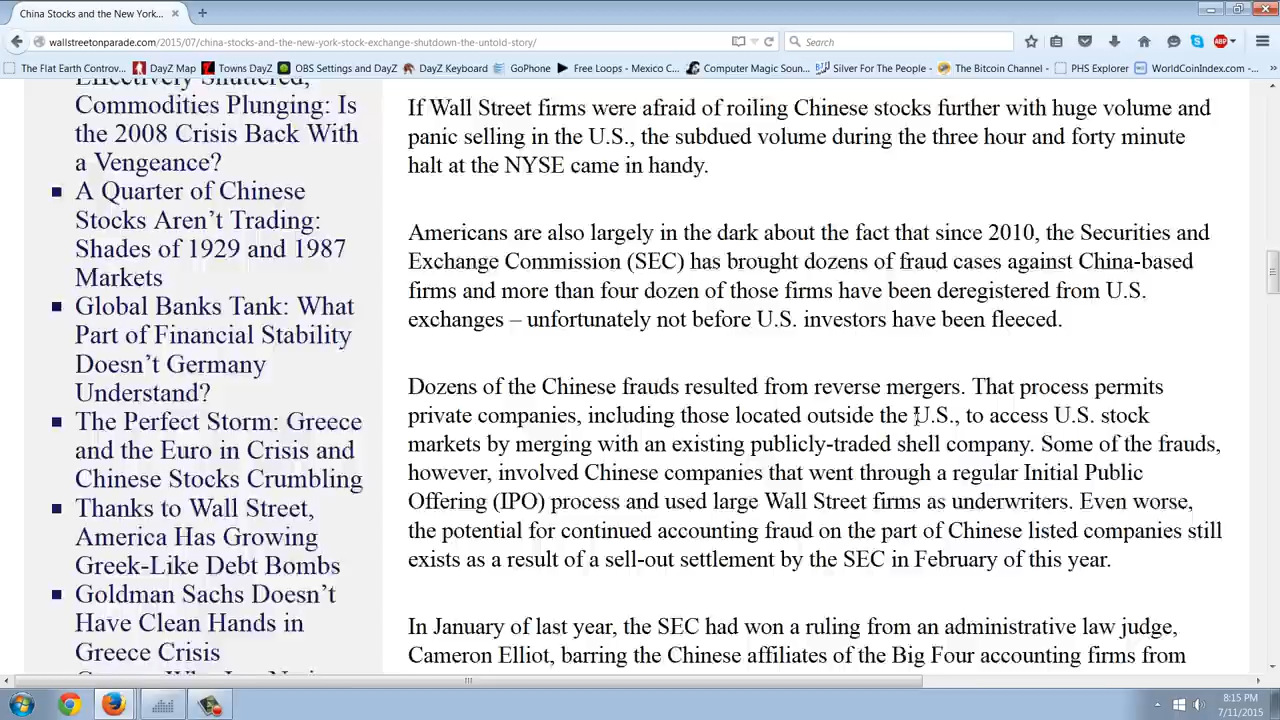 China Stocks and the New York...
wallstreetonparade.com/2015/07/china-stocks-and-the-new-york-stock-exchange-shutdown-the-untold-story/
Search
ABP
The Flat Earth Controv...
DayZ Map
Towns DayZ
OBS Settings and DayZ
DayZ Keyboard
GoPhone
Free Loops - Mexico C...
Computer Magic Soun...
Silver For The People -
The Bitcoin Channel -
PHS Explorer
WorldCoinIndex.com -
Effectively Shuttered,
Commodities Plunging: Is
the 2008 Crisis Back With
a Vengeance?
A Quarter of Chinese
Stocks Aren't Trading:
Shades of 1929 and 1987
Markets
Global Banks Tank: What
Part of Financial Stability
Doesn't Germany
Understand?
The Perfect Storm: Greece
and the Euro in Crisis and
Chinese Stocks Crumbling
Thanks to Wall Street,
America Has Growing
Greek-Like Debt Bombs
Goldman Sachs Doesn't
Have Clean Hands in
Greece Crisis
If Wall Street firms were afraid of roiling Chinese stocks further with huge volume and
panic selling in the U.S., the subdued volume during the three hour and forty minute
halt at the NYSE came in handy.
Americans are also largely in the dark about the fact that since 2010, the Securities and
Exchange Commission (SEC) has brought dozens of fraud cases against China-based
firms and more than four dozen of those firms have been deregistered from U.S.
exchanges – unfortunately not before U.S. investors have been fleeced.
Dozens of the Chinese frauds resulted from reverse mergers. That process permits
private companies, including those located outside the U.S., to access U.S. stock
markets by merging with an existing publicly-traded shell company. Some of the frauds,
however, involved Chinese companies that went through a regular Initial Public
Offering (IPO) process and used large Wall Street firms as underwriters. Even worse,
the potential for continued accounting fraud on the part of Chinese listed companies still
exists as a result of a sell-out settlement by the SEC in February of this year.
In January of last year, the SEC had won a ruling from an administrative law judge,
Cameron Elliot, barring the Chinese affiliates of the Big Four accounting firms from
8:15 PM
7/11/2015